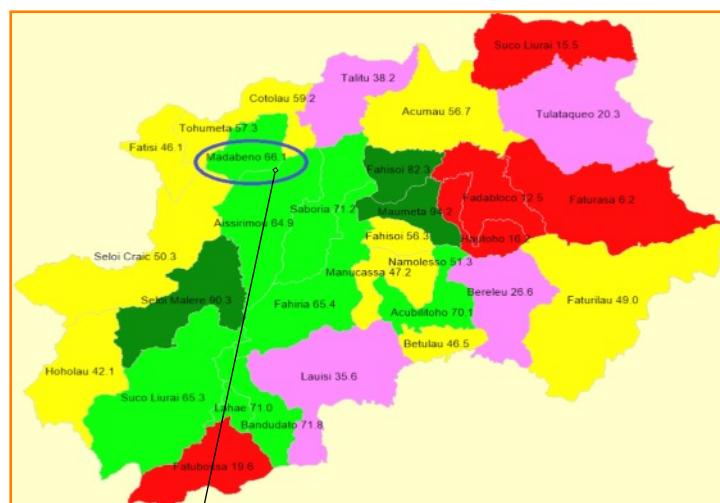 Suco Liurai 15.5
Talitu 38.2
Cotolau 59.2
Acumau 56.7
Tulataqueo 20.3
Tohumeta 57.3
Fatisi 46.1
Madabeno 66.1
Fahisoi 82.3
Fadabloco 12.5
Faturasa 6.2
Saboria 71.2
Maumeta 94.2
Aissirimou 64.9
Fahisoi 56.3
Hautoho 16.2
Seloi Craic 50.3
Namolesso 51.3
Manucassa 47.2
Bereleu 26.6
Seloi Malere 90.3
Fahiria 65.4
Faturilau 49.0
Acubilitoho 70.1
Betulau 46.5
Hoholau 42.1
Lauisi 35.6
Suco Liurai 65.3
Lahae 71.0
Bandudato 71.8
Fatubossa 19.6